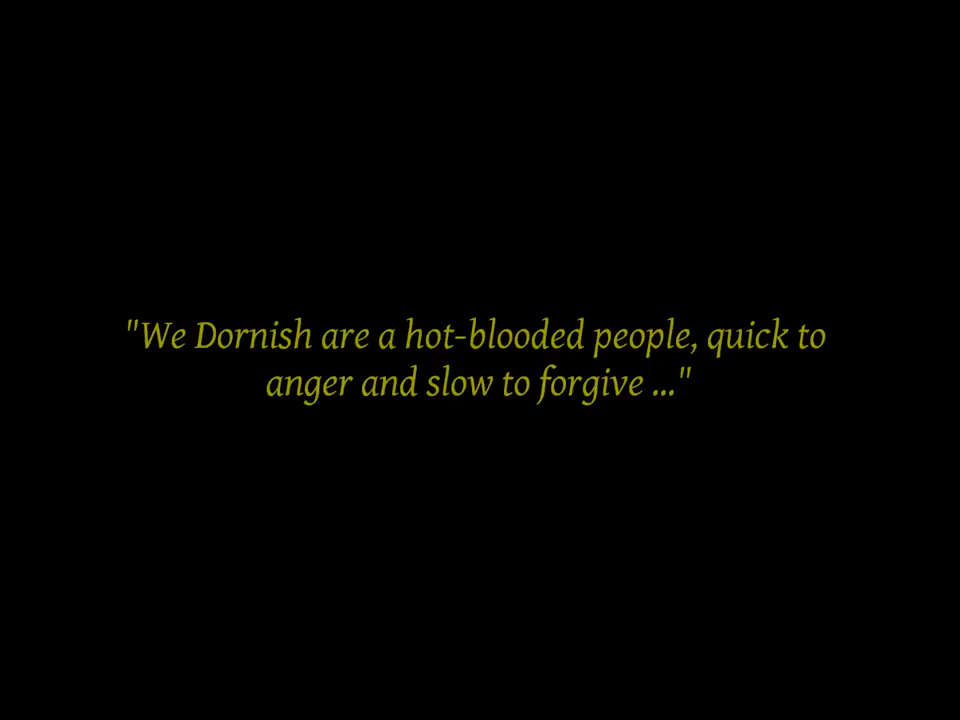 "We Dornish are a hot-blooded people, quick to
anger and slow to forgive ..."